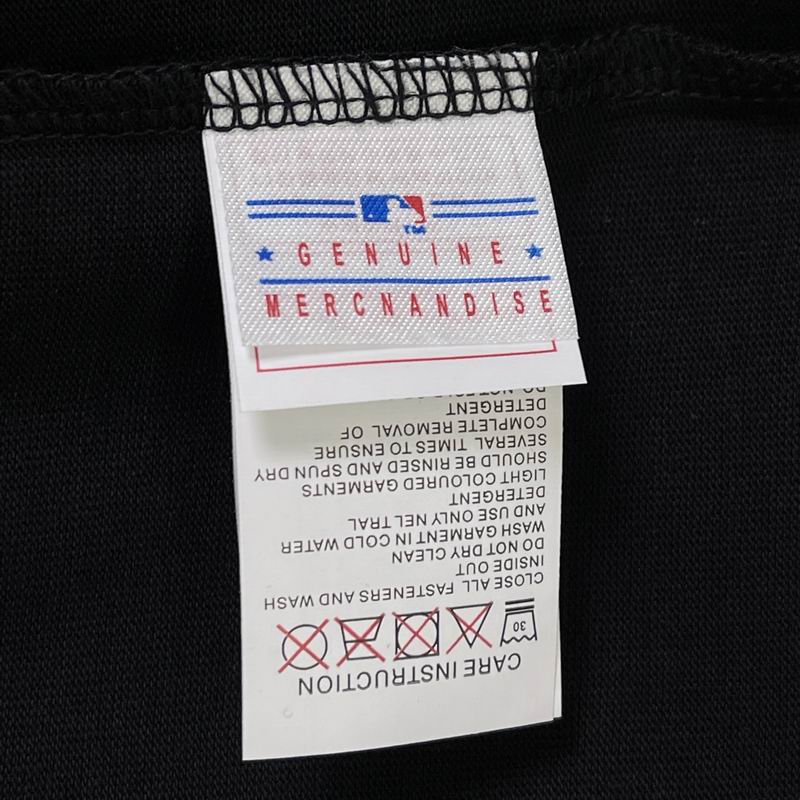 TM
GENUINE
MERCNANDISE
CARE INSTRUCTION
30
CLOSE ALL FASTENERS AND WASH
INSIDE OUT
DO NOT DRY CLEAN
WASH GARMENT IN COLD WATER
AND USE ONLY NEL TRAL
DETERGENT
LIGHT COLOURED GARMENTS
SHOULD BE RINSED AND SPUN DRY
SEVERAL TIMES TO ENSURE
COMPLETE REMOVAL OF
DETERGENT